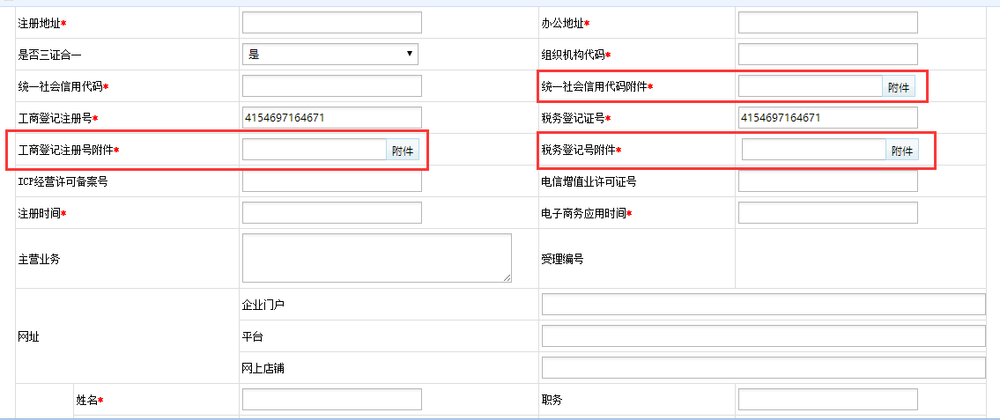 注册地址*
办公地址*
是否三证合一
是
组织机构代码*
统一社会信用代码*
统一社会信用代码附件*
附件
工商登记注册号*
4154697164671
税务登记证号*
4154697164671
工商登记注册号附件*
附件
税务登记号附件*
附件
ICP经营许可备案号
电信增值业许可证号
注册时间*
电子商务应用时间*
主营业务
受理编号
网址
企业门户
平台
网上店铺
姓名*
职务